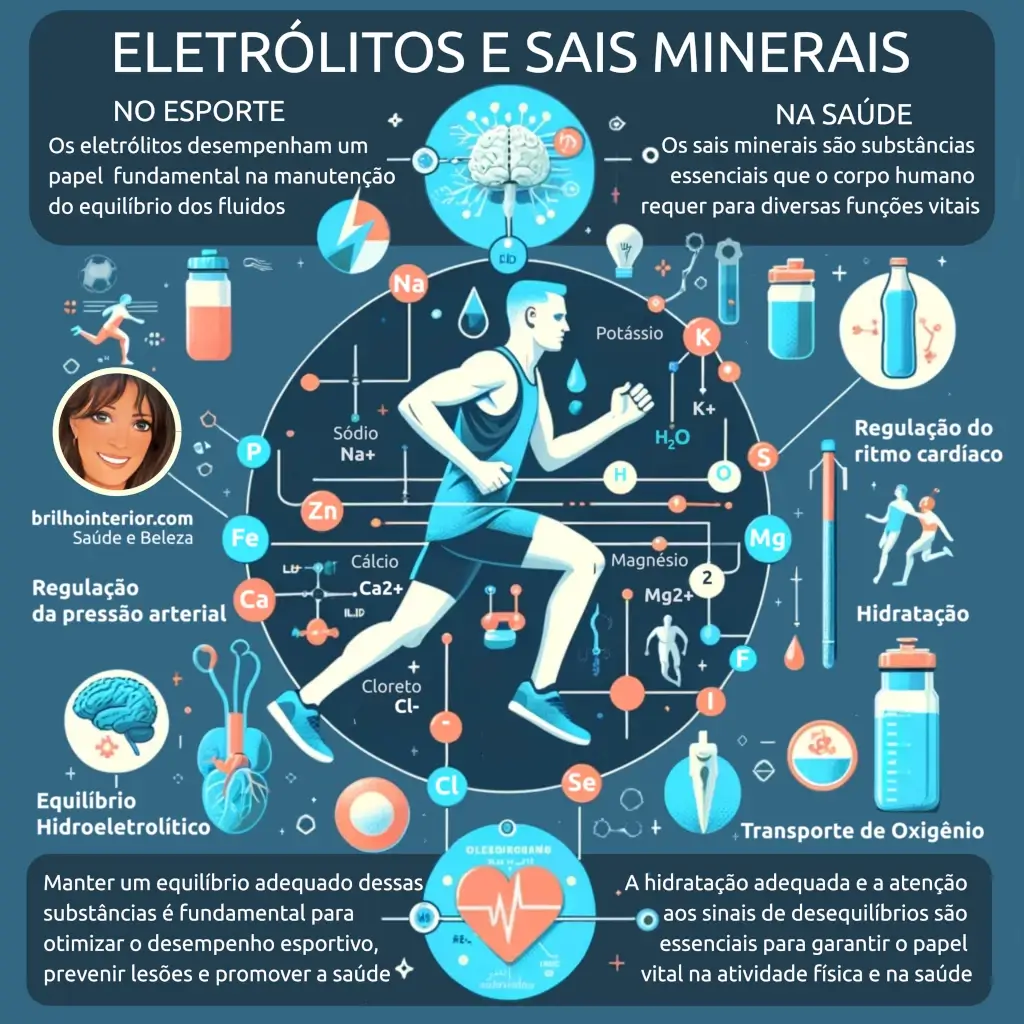 ELETRÓLITOS E SAIS MINERAIS
NO ESPORTE
Os eletrólitos desempenham um
papel fundamental na manutenção
do equilíbrio dos fluidos
NA SAÚDE
Os sais minerais são substâncias
essenciais que o corpo humano
requer para diversas funções vitais
Na
Potássio
K
K+
H₂O
Sódio
Na+
P
S
H
O
Zn
Fe
Mg
brilhointerior.com
Saúde e Beleza
Regulação do
ritmo cardíaco
Cálcio
Ca2+
Magnésio
Mg2+
2
Regulação
da pressão arterial
Ca
Hidratação
F
Cloreto
Cl-
I
Cl
Se
Equilíbrio
Hidroeletrolítico
Transporte de Oxigênio
Manter um equilíbrio adequado dessas
substâncias é fundamental para
otimizar o desempenho esportivo,
prevenir lesões e promover a saúde
A hidratação adequada e a atenção
aos sinais de desequilíbrios são
essenciais para garantir o papel
vital na atividade física e na saúde